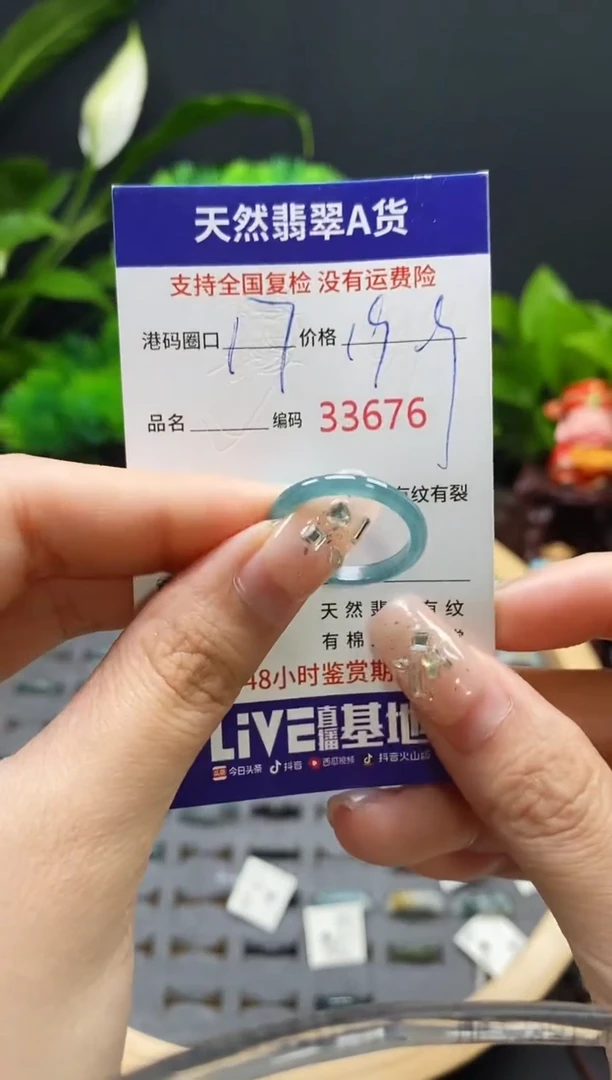 天然翡翠A货
支持全国复检 没有运费险
港码圈口 17 价格
品名 编码 33676
有纹有裂
天然翡 有纹
有棉
48小时鉴赏期
LiVE直播基地
今日头条 抖音 西瓜视频 抖音火山版